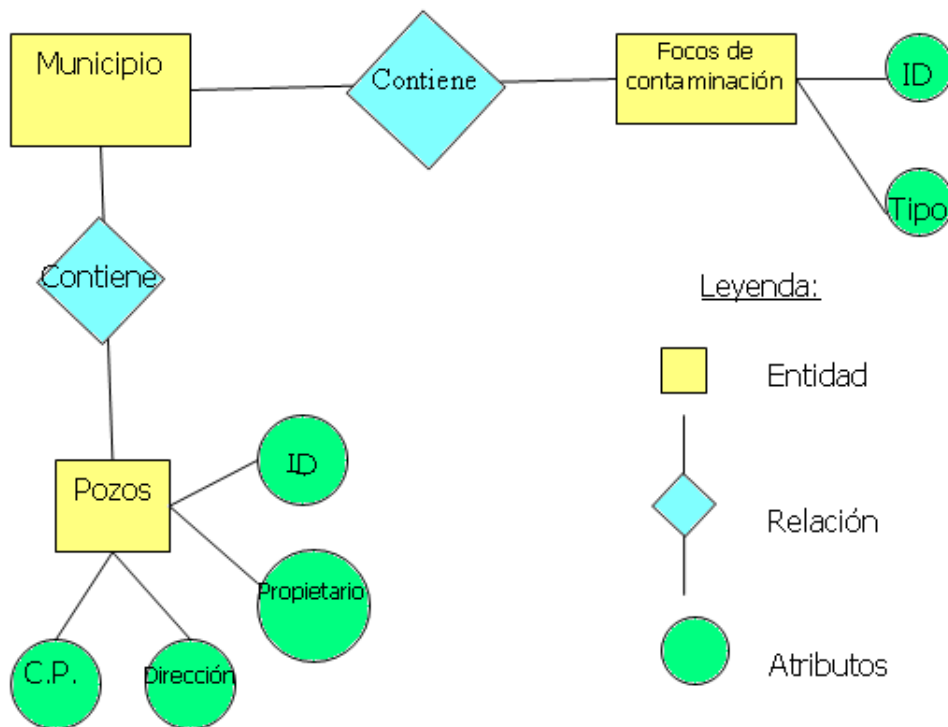 Municipio
Contiene
Focos de
contaminación
ID
Tipo
Contiene
Pozos
ID
Propietario
C.P.
Dirección
Leyenda:
Entidad
Relación
Atributos